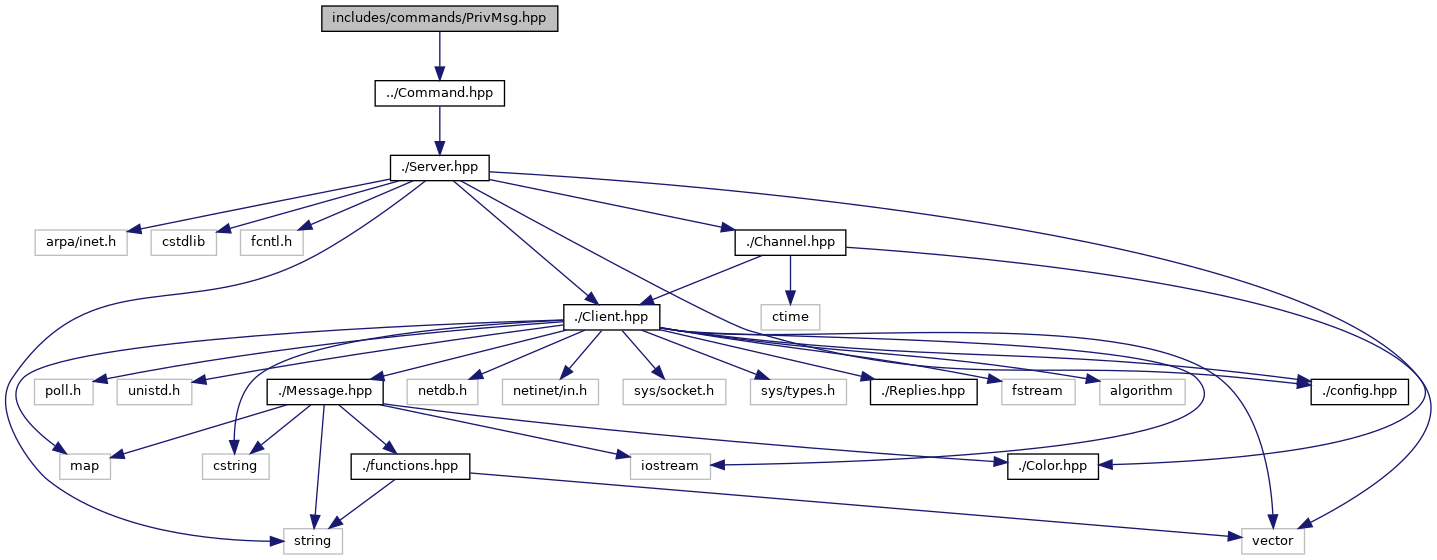 includes/commands/PrivMsg.hpp
../Command.hpp
./Server.hpp
arpa/inet.h
cstdlib
fcntl.h
./Channel.hpp
./Client.hpp
ctime
poll.h
unistd.h
./Message.hpp
netdb.h
netinet/in.h
sys/socket.h
sys/types.h
./Replies.hpp
fstream
algorithm
./config.hpp
map
cstring
./functions.hpp
iostream
./Color.hpp
string
vector